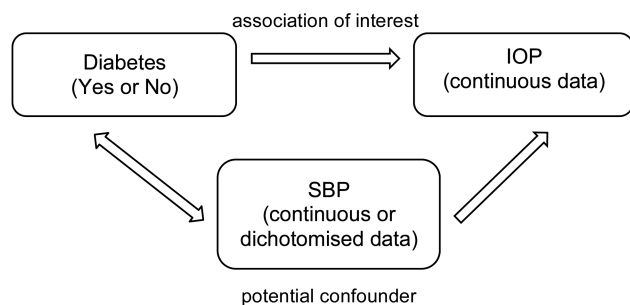 association of interest
Diabetes
(Yes or No)
IOP
(continuous data)
SBP
(continuous or
dichotomised data)
potential confounder